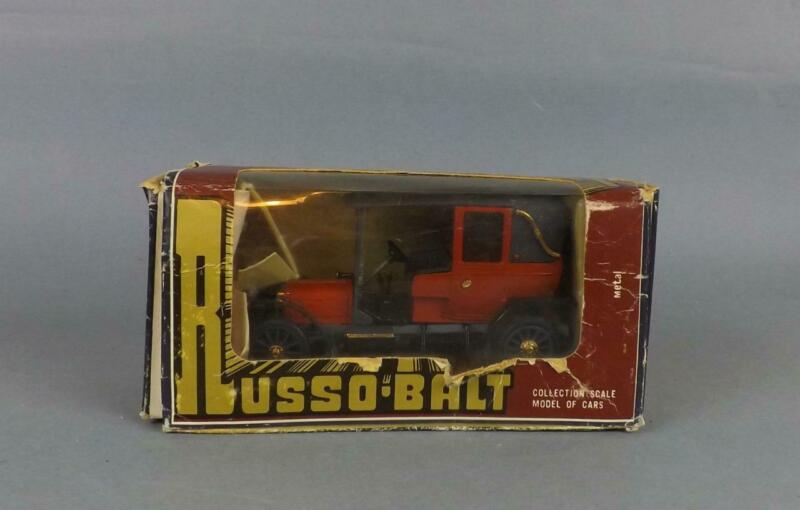 RUSSO-BALT
COLLECTION SCALE
MODEL OF CARS
Metal